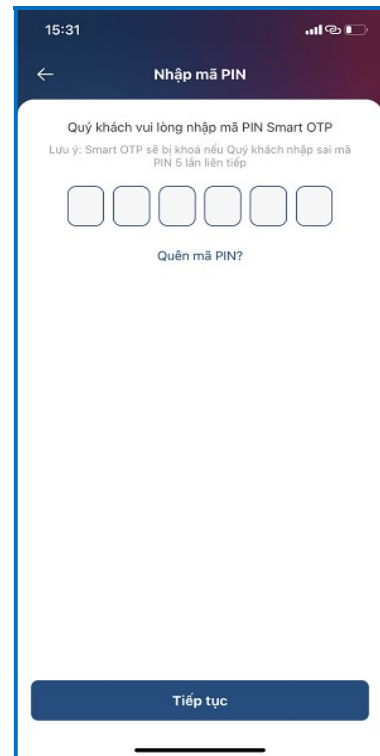 15:31
Nhập mã PIN
Quý khách vui lòng nhập mã PIN Smart OTP
Lưu ý: Smart OTP sẽ bị khoá nếu Quý khách nhập sai mã
PIN 5 lần liên tiếp
Quên mã PIN?
Tiếp tục